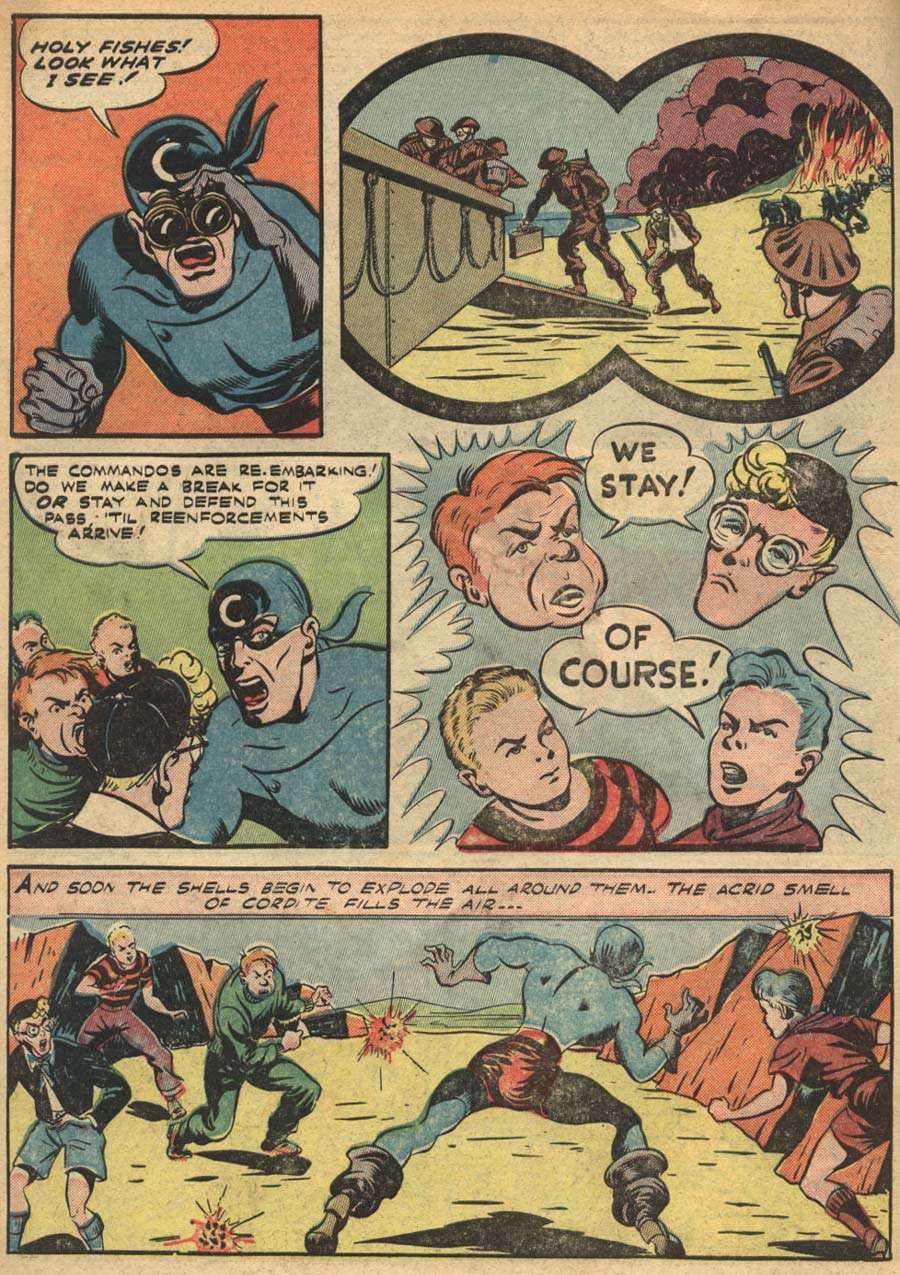 HOLY FISHES!
LOOK WHAT
I SEE!
THE COMMANDOS ARE RE.EMBARKING!
DO WE MAKE A BREAK FOR IT
OR STAY AND DEFEND THIS
PASS-'TIL REENFORCEMENTS
ARRIVE!
WE
STAY!
OF
COURSE!
AND SOON THE SHELLS BEGIN TO EXPLODE ALL AROUND THEM.. THE ACRID SMELL
OF CORDITE FILLS THE AIR---